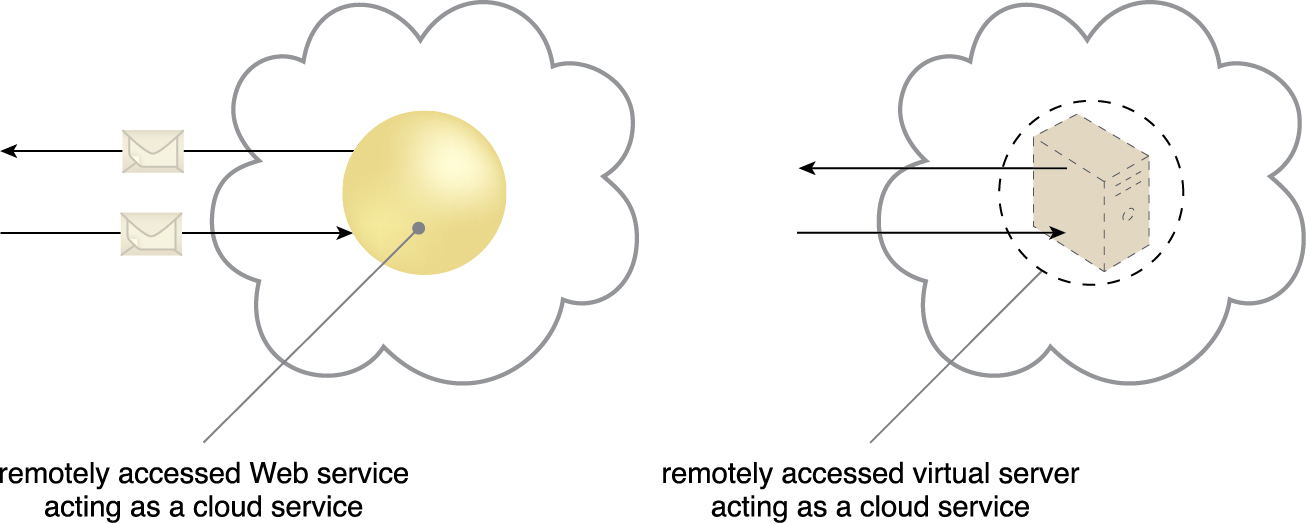 remotely accessed Web service
acting as a cloud service
remotely accessed virtual server
acting as a cloud service